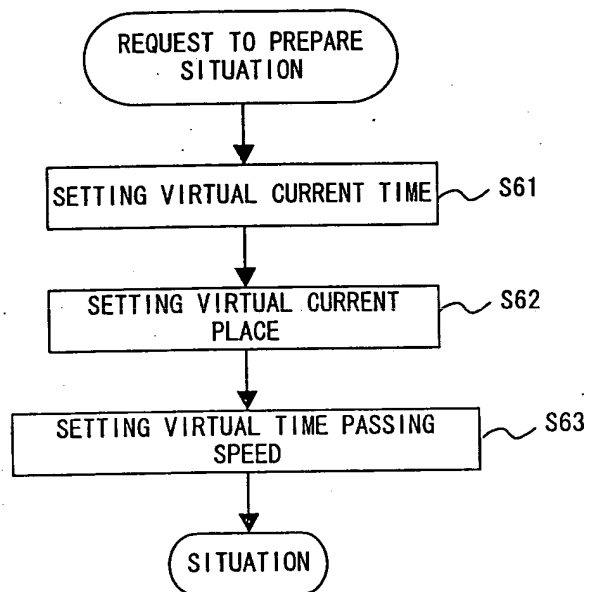 REQUEST TO PREPARE
SITUATION
SETTING VIRTUAL CURRENT TIME
S61
SETTING VIRTUAL CURRENT
PLACE
S62
SETTING VIRTUAL TIME PASSING
SPEED
S63
SITUATION